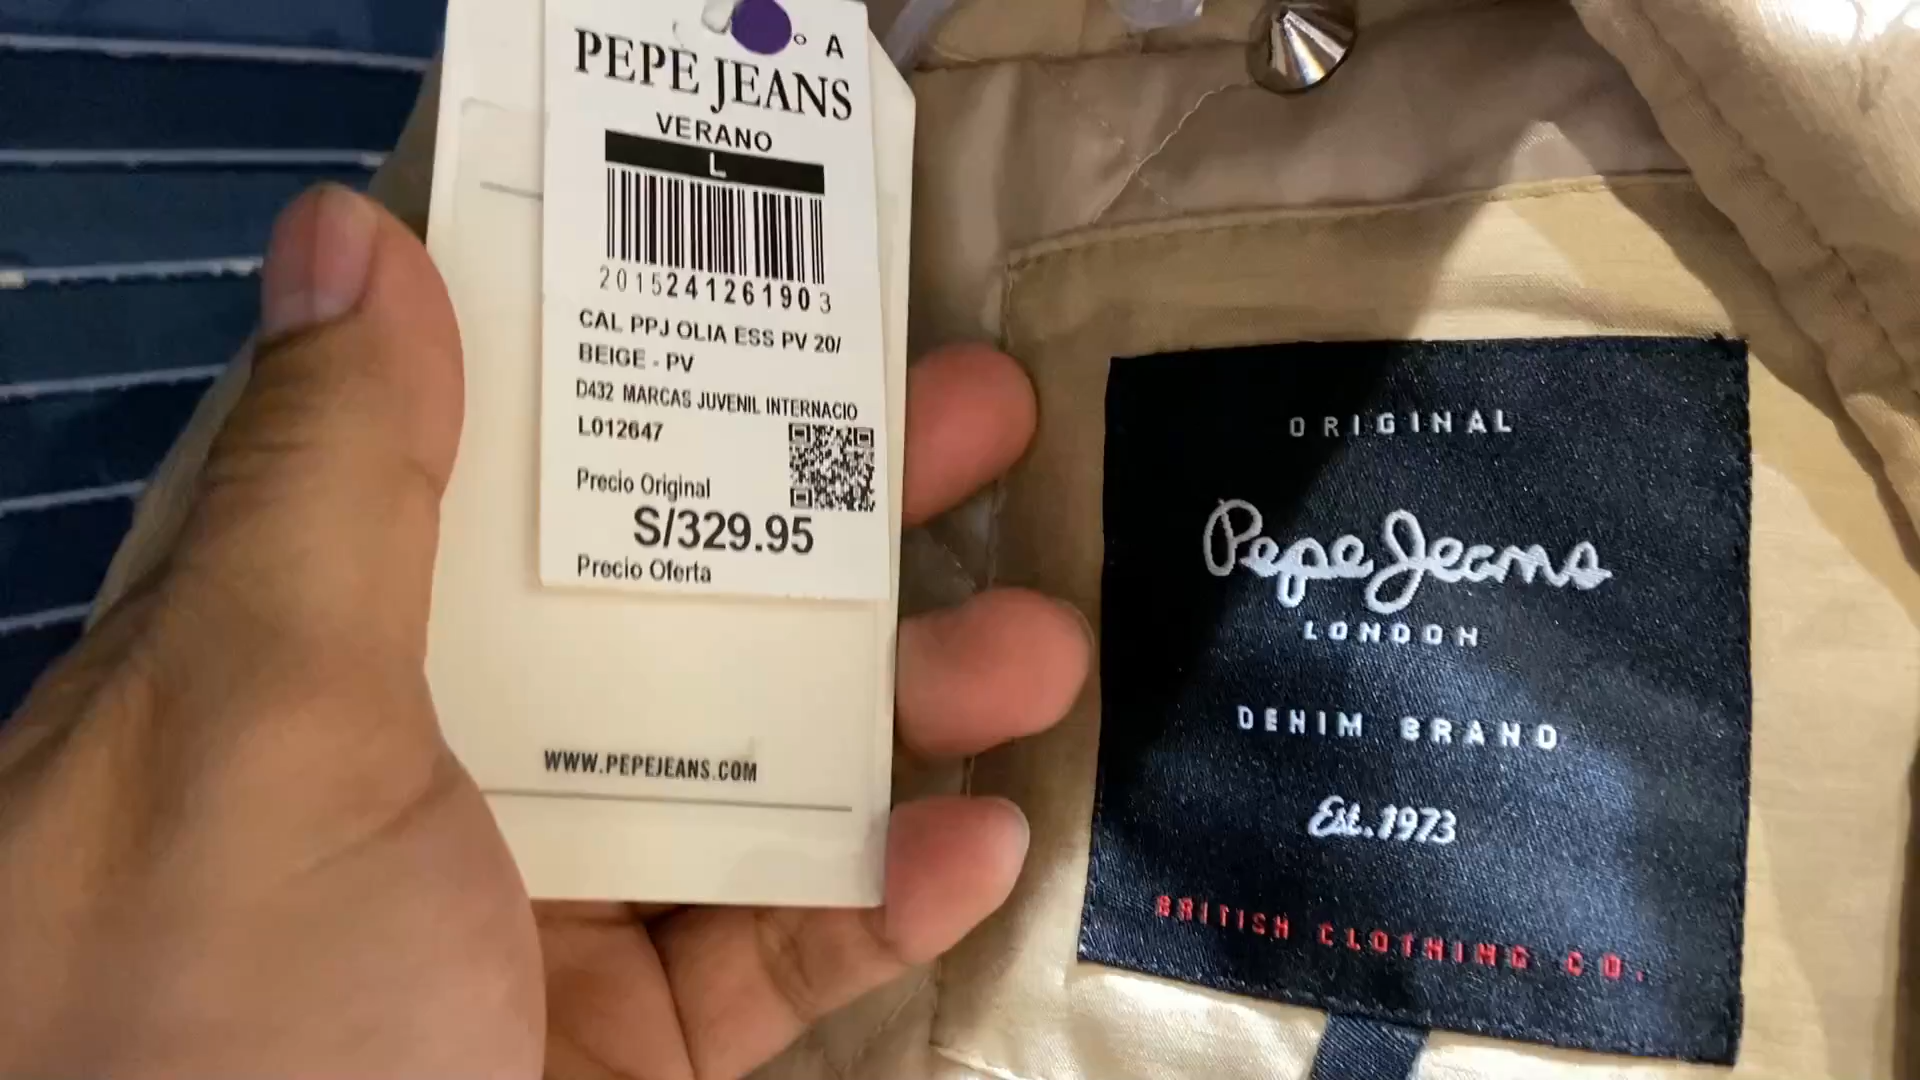 A
PEPE JEANS
VERANO
L
2015241261903
CAL PPJ OLIA ESS PV 20/
BEIGE - PV
D432 MARCAS JUVENIL INTERNACIO
L012647
Precio Original
S/329.95
Precio Oferta
WWW.PEPEJEANS.COM
ORIGINAL
Pepe Jeans
LONDON
DENIM BRAND
Est. 1973
BRITISH CLOTHING CO.